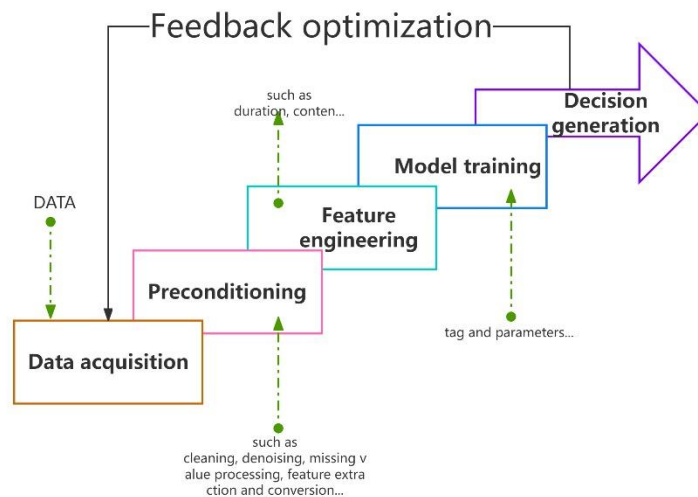 Feedback optimization
such as
duration, conten...
Decision
generation
Model training
DATA
Feature
engineering
Preconditioning
tag and parameters...
Data acquisition
such as
cleaning, denoising, missing v
alue processing, feature extra
ction and conversion...